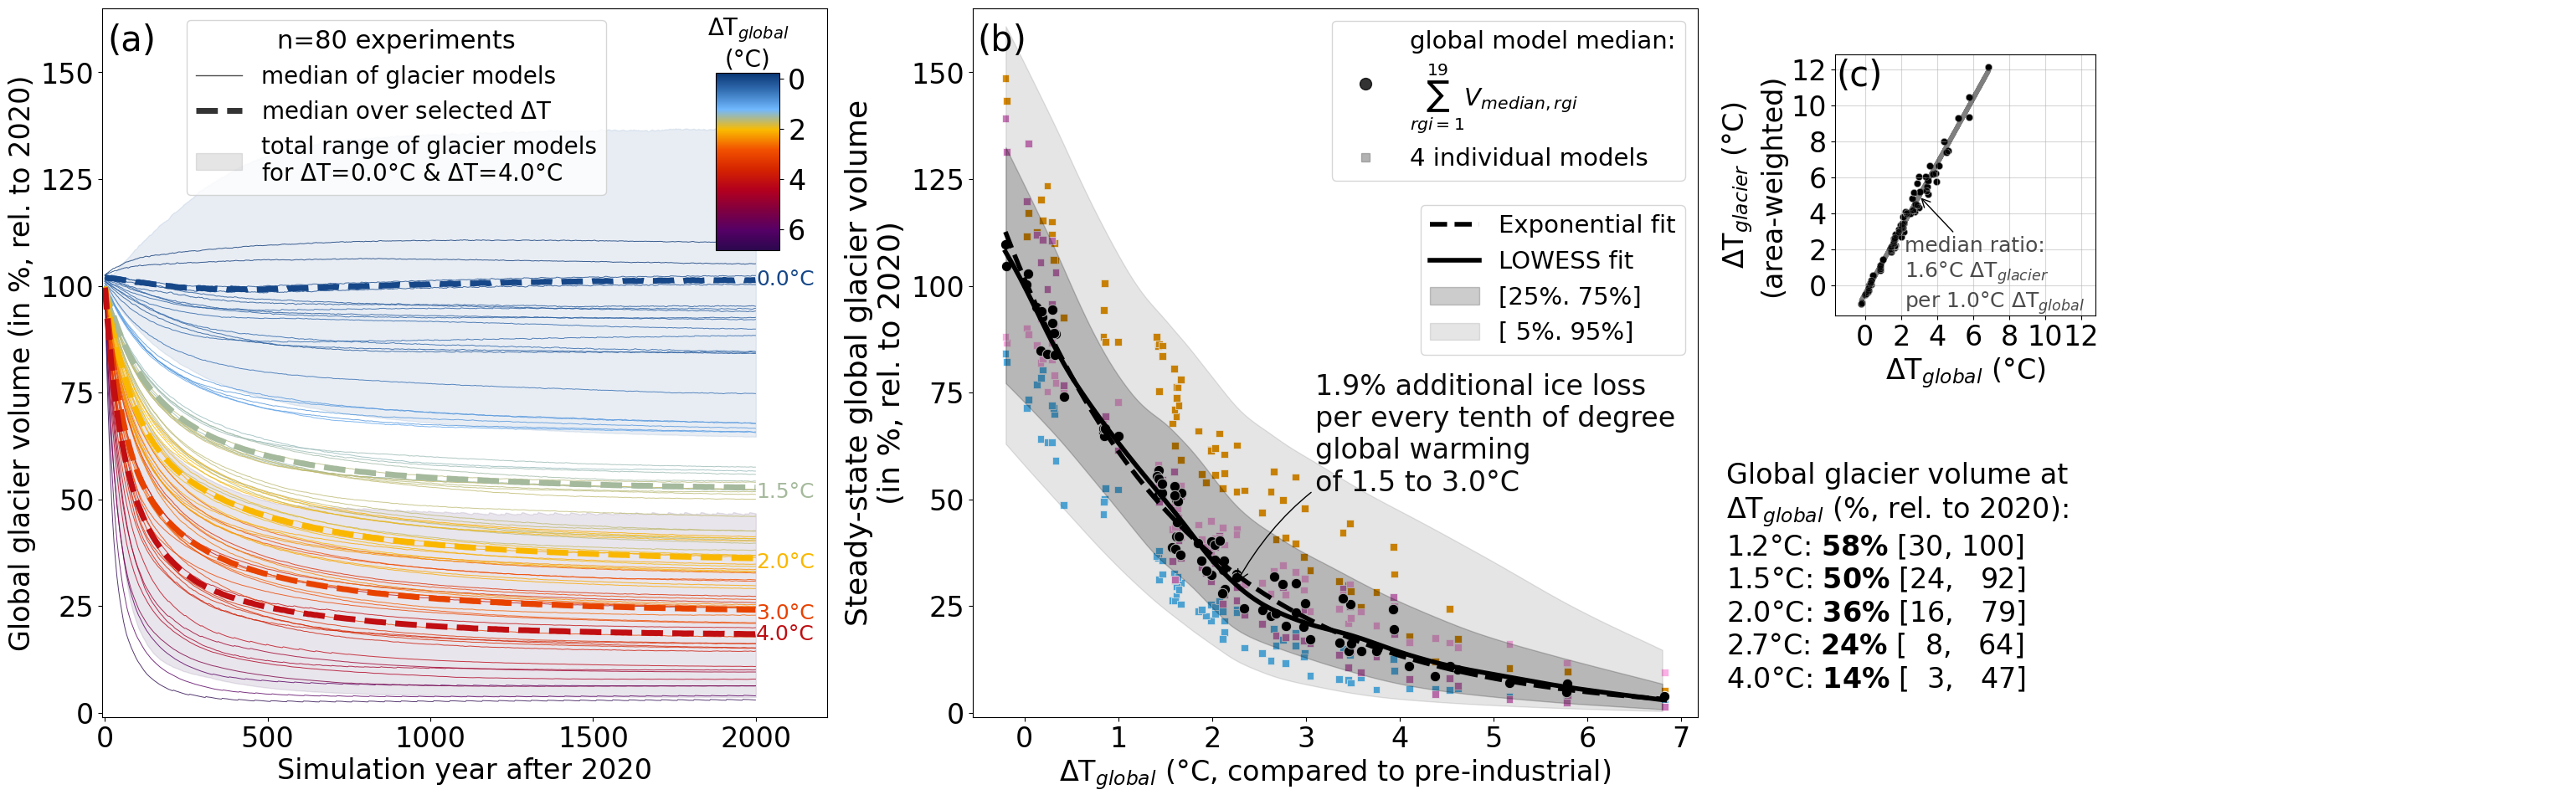 (a)
n=80 experiments
median of glacier models
median over selected ΔT
total range of glacier models
for ΔT=0.0°C & ΔT=4.0°C
ΔTglobal
(°C)
0
2
4
6
Global glacier volume (in %, rel. to 2020)
150
125
100
75
50
25
0
0.0°C
1.5°C
2.0°C
3.0°C
4.0°C
0 500 1000 1500 2000
Simulation year after 2020
(b)
global model median:
19
∑ Vmedian, rgi
rgi = 1
4 individual models
Exponential fit
LOWESS fit
[25%. 75%]
[ 5%. 95%]
1.9% additional ice loss
per every tenth of degree
global warming
of 1.5 to 3.0°C
Steady-state global glacier volume
(in %, rel. to 2020)
150
125
100
75
50
25
0
0 1 2 3 4 5 6 7
ΔTglobal (°C, compared to pre-industrial)
(c)
ΔTglacier (°C)
(area-weighted)
12
10
8
6
4
2
0
median ratio:
1.6°C ΔTglacier
per 1.0°C ΔTglobal
0 2 4 6 8 10 12
ΔTglobal (°C)
Global glacier volume at
ΔTglobal (%, rel. to 2020):
1.2°C: 58% [30, 100]
1.5°C: 50% [24, 92]
2.0°C: 36% [16, 79]
2.7°C: 24% [ 8, 64]
4.0°C: 14% [ 3, 47]